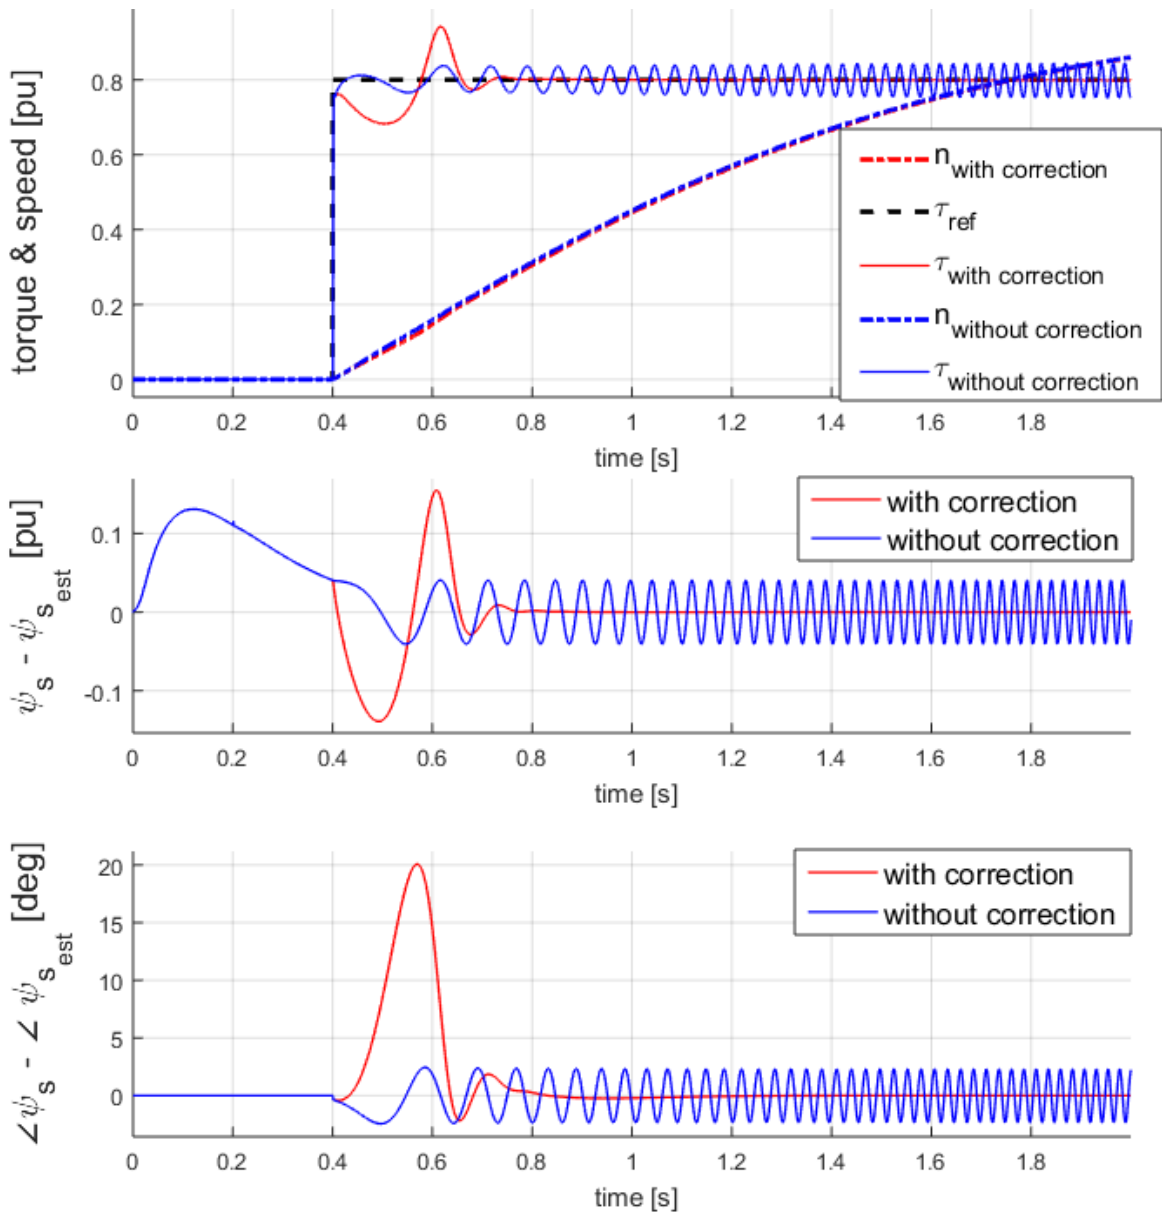 torque & speed [pu]
0.8
0.6
0.4
0.2
0
n with correction
τ ref
τ with correction
n without correction
τ without correction
0 0.2 0.4 0.6 0.8 1 1.2 1.4 1.6 1.8
time [s]
ψ s - ψ s est [pu]
0.1
0
-0.1
with correction
without correction
0 0.2 0.4 0.6 0.8 1 1.2 1.4 1.6 1.8
time [s]
∠ψ s - ∠ ψ s est [deg]
20
15
10
5
0
with correction
without correction
0 0.2 0.4 0.6 0.8 1 1.2 1.4 1.6 1.8
time [s]